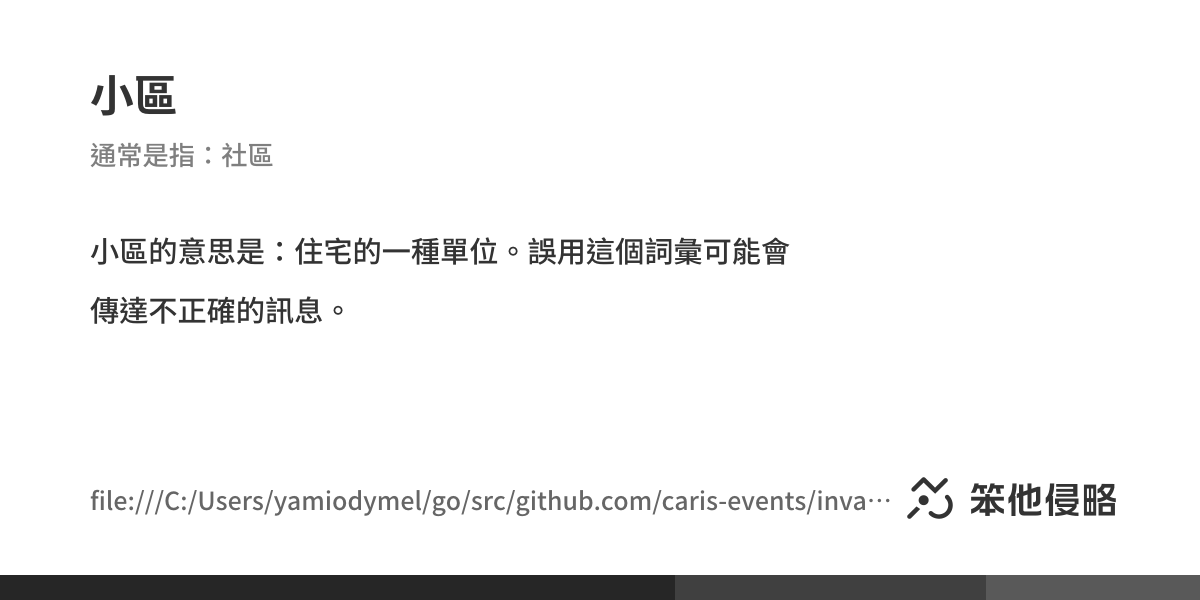 小區
通常是指：社區
小區的意思是：住宅的一種單位。誤用這個詞彙可能會
傳達不正確的訊息。
file:///C:/Users/yamiodymel/go/src/github.com/caris-events/inva⋯
笨他侵略